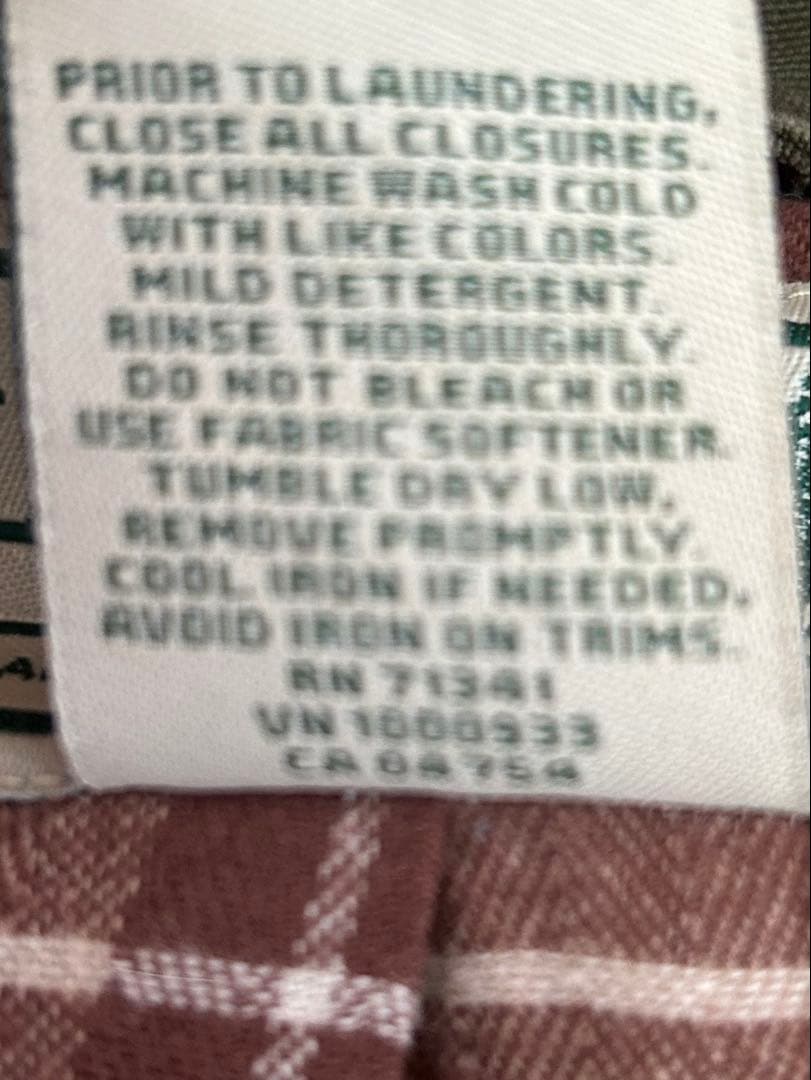 PRIOR TO LAUNDERING,
CLOSE ALL CLOSURES.
MACHINE WASH COLD
WITH LIKE COLORS.
MILD DETERGENT.
RINSE THOROUGHLY.
DO NOT BLEACH OR
USE FABRIC SOFTENER.
TUMBLE DRY LOW.
REMOVE PROMPTLY.
COOL IRON IF NEEDED.
AVOID IRON ON TRIMS.
RN 71341
VN 1000933
CA 04754